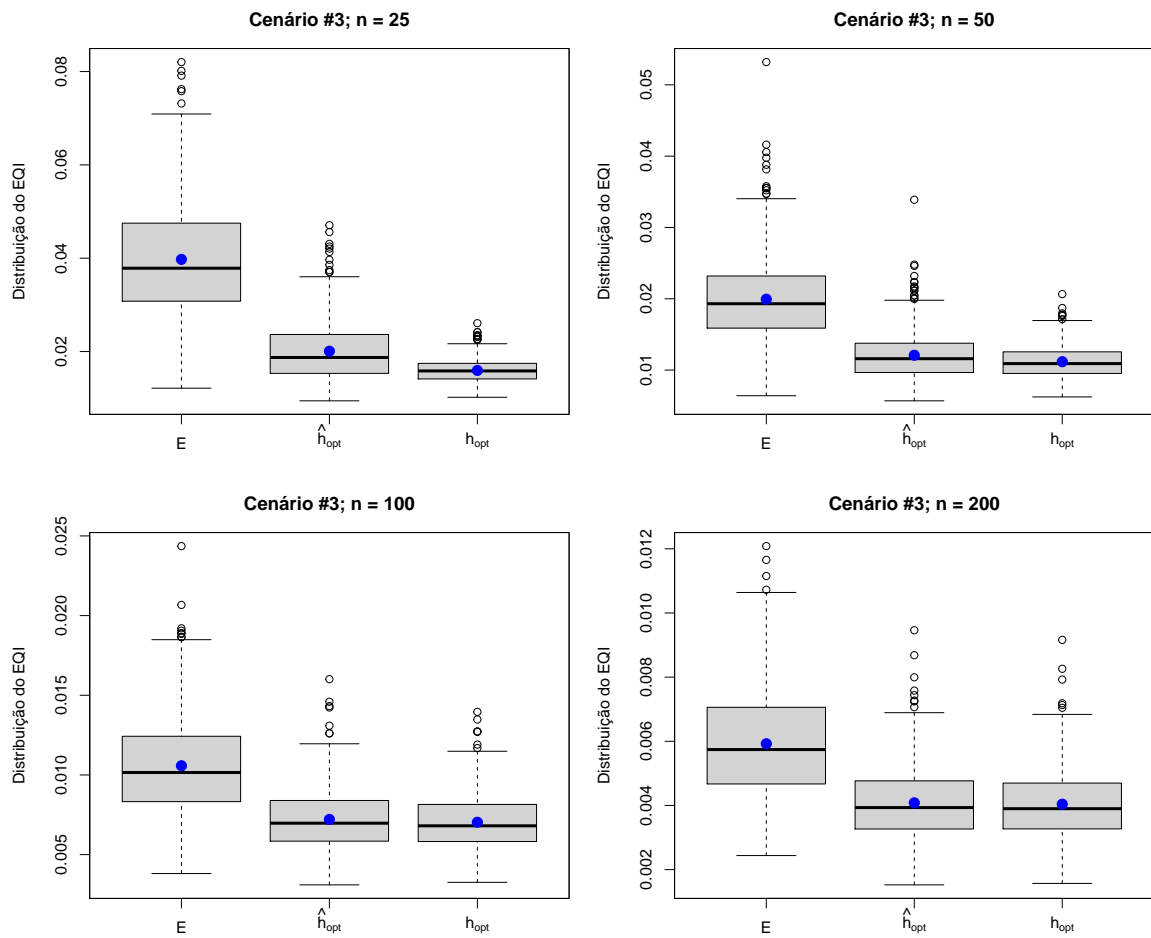 Cenário #3; n = 25
Distribuição do EQI
0.02
0.04
0.06
0.08
E
ĥopt
hopt
Cenário #3; n = 50
Distribuição do EQI
0.01
0.02
0.03
0.04
0.05
E
ĥopt
hopt
Cenário #3; n = 100
Distribuição do EQI
0.005
0.010
0.015
0.020
0.025
E
ĥopt
hopt
Cenário #3; n = 200
Distribuição do EQI
0.002
0.004
0.006
0.008
0.010
0.012
E
ĥopt
hopt